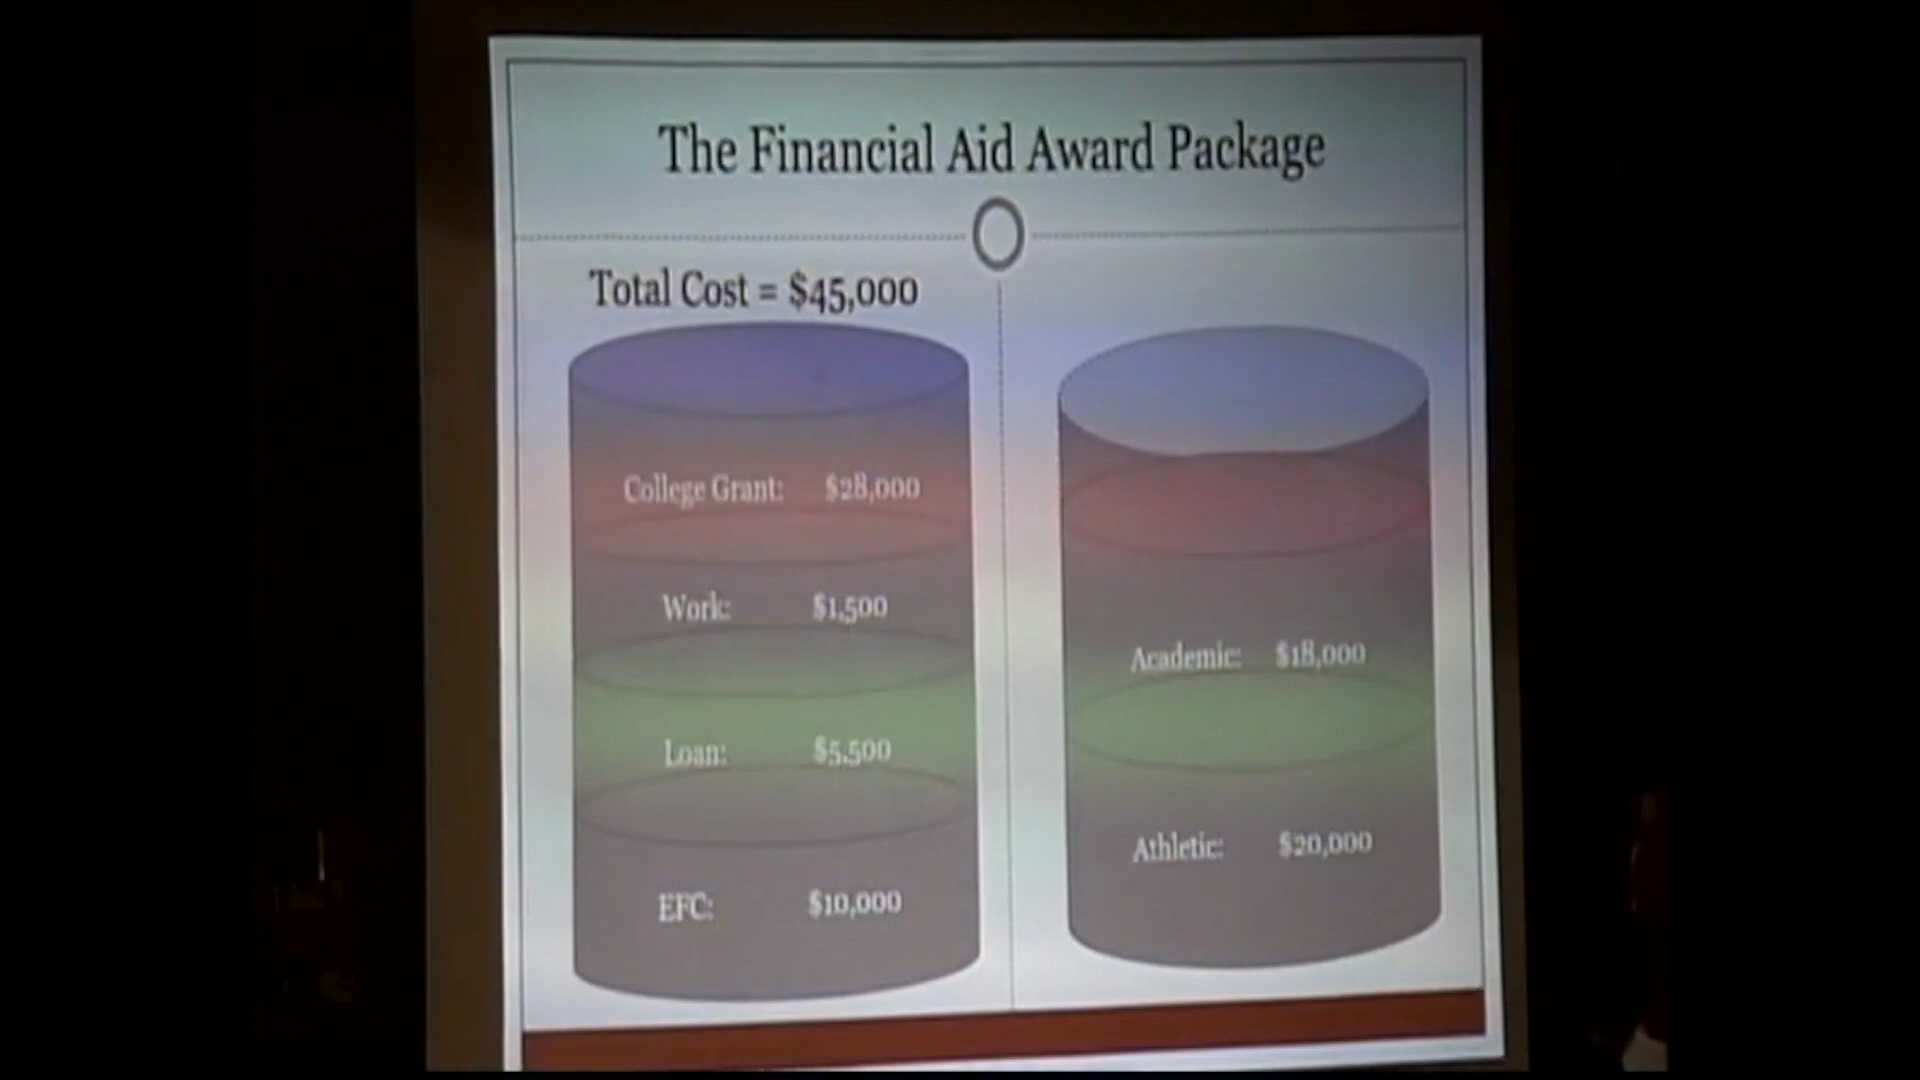 The Financial Aid Award Package
Total Cost = $45,000
College Grant: $28,000
Work: $1,500
Loan: $5,500
EFC: $10,000
Academic: $18,000
Athletic: $20,000